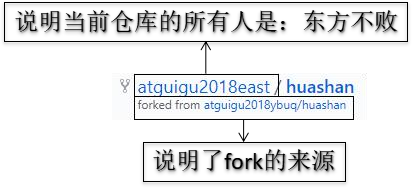 说明当前仓库的所有人是：东方不败
atguigu2018east / huashan
forked from atguigu2018ybuq/huashan
说明了fork的来源